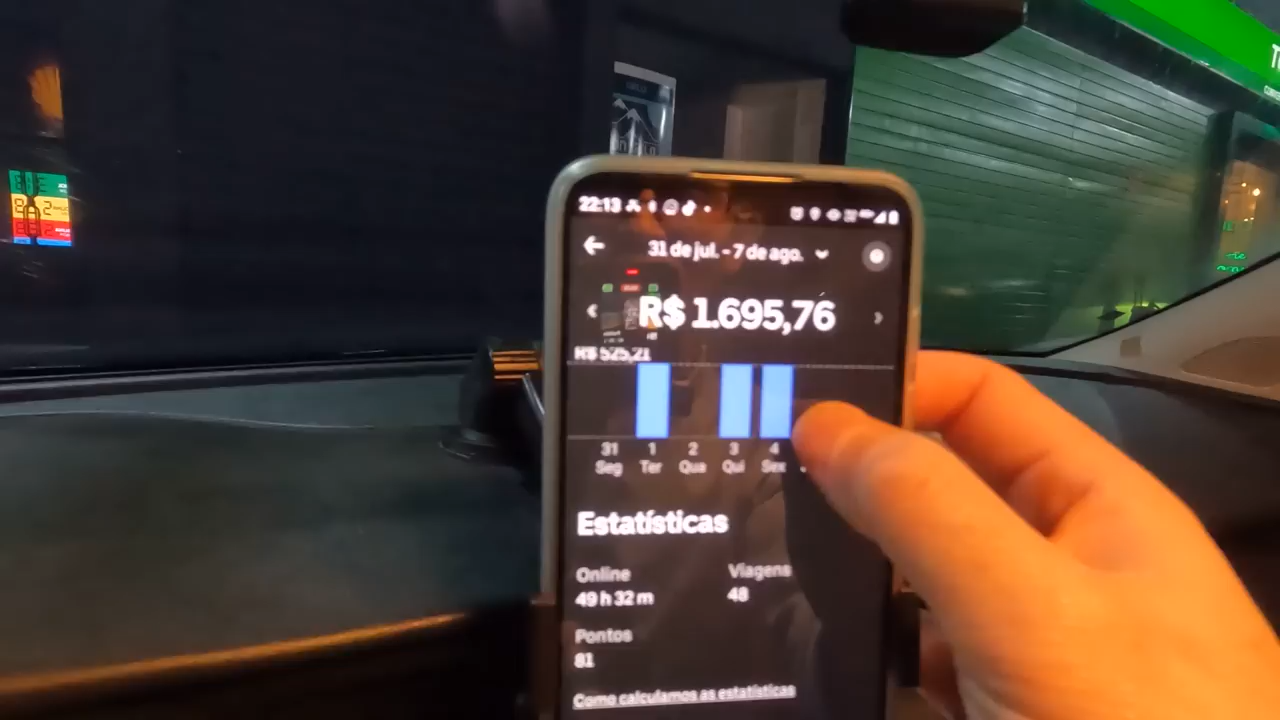 22:13
31 de jul. - 7 de ago.
R$ 1.695,76
R$ 525,21
31 1 2 3 4
Seg Ter Qua Qui Sex
Estatísticas
Online Viagens
49 h 32 m 48
Pontos
81
Como calculamos as estatísticas